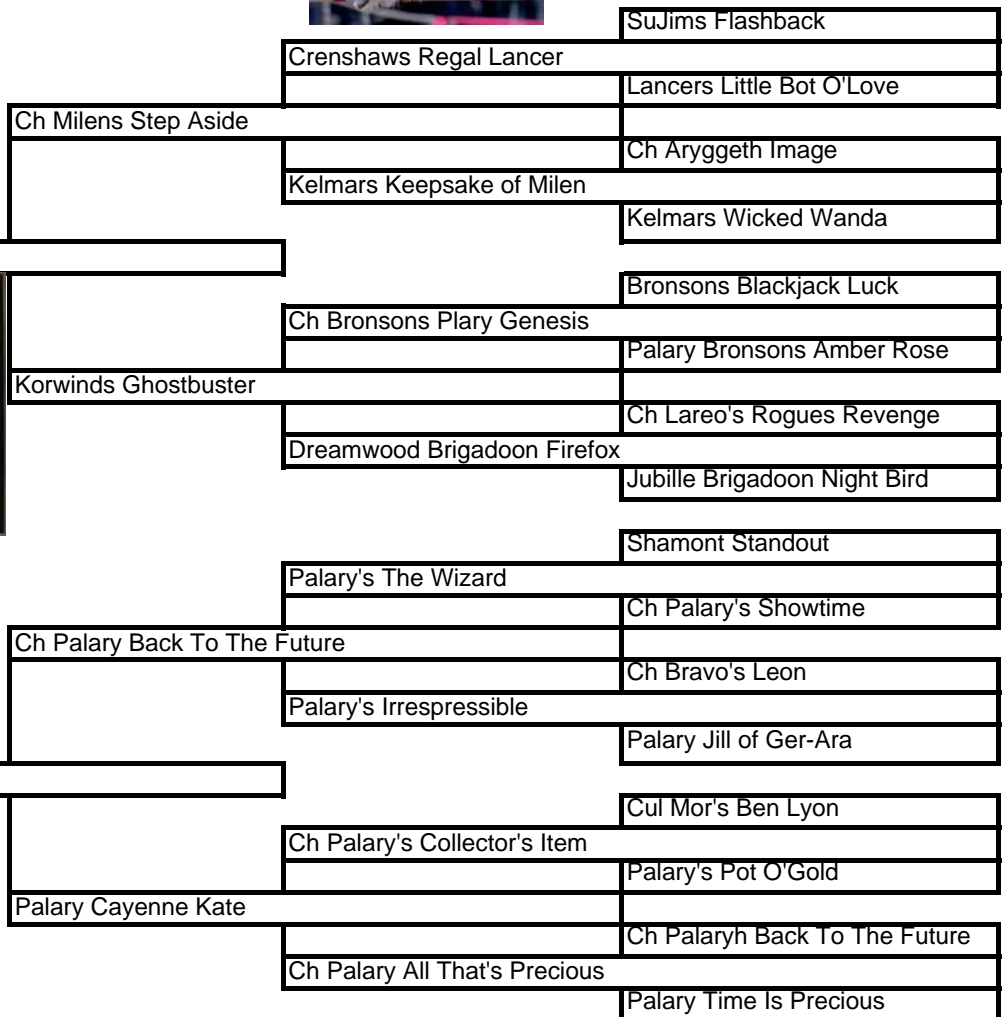 SuJims Flashback
Crenshaws Regal Lancer
Lancers Little Bot O'Love
Ch Milens Step Aside
Ch Aryggeth Image
Kelmars Keepsake of Milen
Kelmars Wicked Wanda
Bronsons Blackjack Luck
Ch Bronsons Plary Genesis
Palary Bronsons Amber Rose
Korwinds Ghostbuster
Ch Lareo's Rogues Revenge
Dreamwood Brigadoon Firefox
Jubille Brigadoon Night Bird
Shamont Standout
Palary's The Wizard
Ch Palary's Showtime
Ch Palary Back To The Future
Ch Bravo's Leon
Palary's Irrespressible
Palary Jill of Ger-Ara
Cul Mor's Ben Lyon
Ch Palary's Collector's Item
Palary's Pot O'Gold
Palary Cayenne Kate
Ch Palaryh Back To The Future
Ch Palary All That's Precious
Palary Time Is Precious